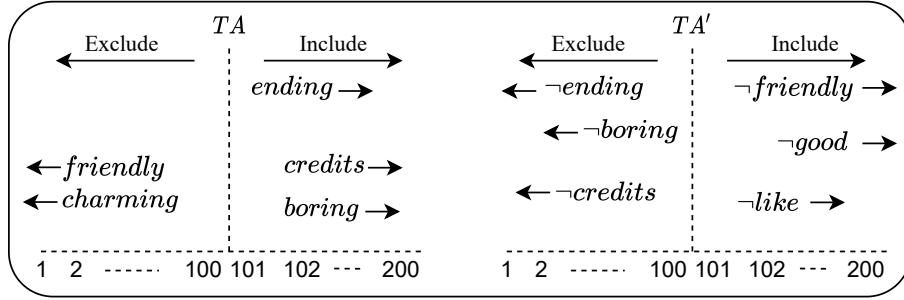 TA TA′
Exclude Include Exclude Include
ending ¬ending ¬friendly
¬boring ¬good
friendly credits
charming boring ¬credits ¬like
1 2 ------ 100 101 102 --- 200 1 2 ------ 100 101 102 --- 200